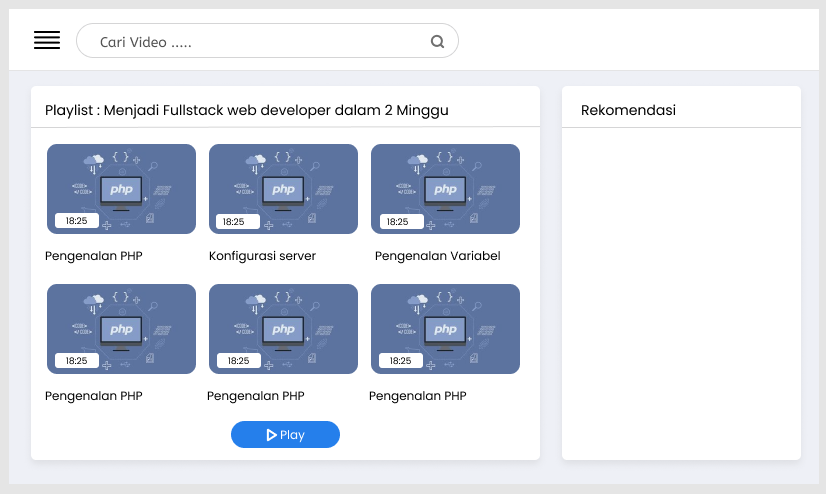 Cari Video .....
Playlist : Menjadi Fullstack web developer dalam 2 Minggu
Rekomendasi
{ }
php
18:25
{ }
php
18:25
{ }
php
18:25
Pengenalan PHP
Konfigurasi server
Pengenalan Variabel
{ }
php
18:25
{ }
php
18:25
{ }
php
18:25
Pengenalan PHP
Pengenalan PHP
Pengenalan PHP
Play